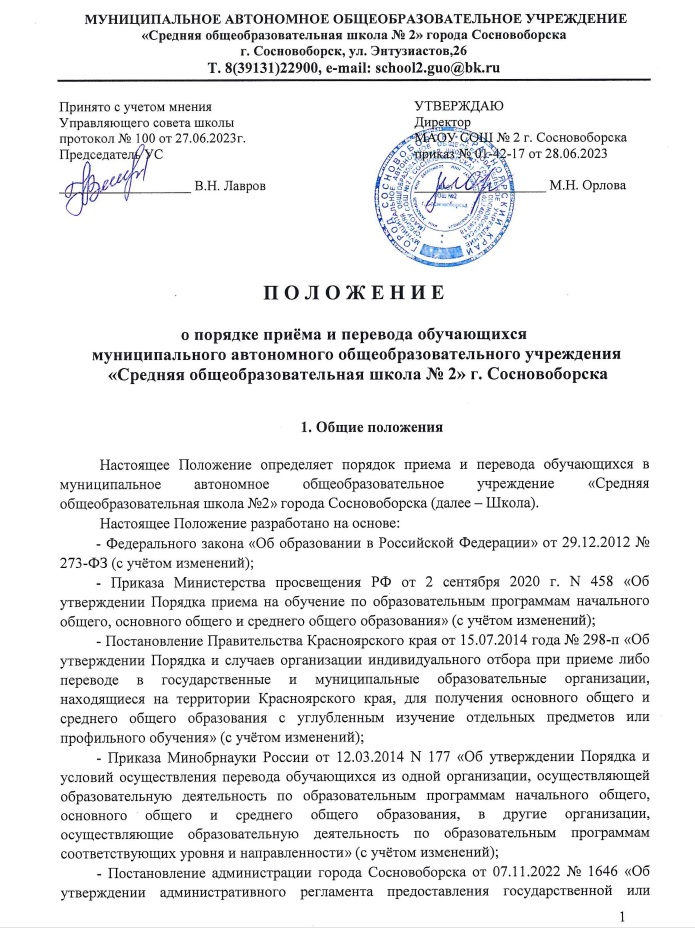 МУНИЦИПАЛЬНОЕ АВТОНОМНОЕ ОБЩЕОБРАЗОВАТЕЛЬНОЕ УЧРЕЖДЕНИЕ
«Средняя общеобразовательная школа № 2» города Сосновоборска
г. Сосновоборск, ул. Энтузиастов,26
Т. 8(39131)22900, e-mail: school2.guo@bk.ru
Принято с учетом мнения
Управляющего совета школы
протокол № 100 от 27.06.2023г.
Председатель УС
В.Н. Лавров
УТВЕРЖДАЮ
Директор
МАОУ СОШ № 2 г. Сосновоборска
приказ № 01-42-17 от 28.06.2023
М.Н. Орлова
П О Л О Ж Е Н И Е
о порядке приёма и перевода обучающихся
муниципального автономного общеобразовательного учреждения
«Средняя общеобразовательная школа № 2» г. Сосновоборска
1. Общие положения
Настоящее Положение определяет порядок приема и перевода обучающихся в
муниципальное автономное общеобразовательное учреждение «Средняя
общеобразовательная школа №2» города Сосновоборска (далее – Школа).
Настоящее Положение разработано на основе:
- Федерального закона «Об образовании в Российской Федерации» от 29.12.2012 №
273-ФЗ (с учётом изменений);
- Приказа Министерства просвещения РФ от 2 сентября 2020 г. N 458 «Об
утверждении Порядка приема на обучение по образовательным программам начального
общего, основного общего и среднего общего образования» (с учётом изменений);
- Постановление Правительства Красноярского края от 15.07.2014 года № 298-п «Об
утверждении Порядка и случаев организации индивидуального отбора при приеме либо
переводе в государственные и муниципальные образовательные организации,
находящиеся на территории Красноярского края, для получения основного общего и
среднего общего образования с углубленным изучение отдельных предметов или
профильного обучения» (с учётом изменений);
- Приказа Минобрнауки России от 12.03.2014 N 177 «Об утверждении Порядка и
условий осуществления перевода обучающихся из одной организации, осуществляющей
образовательную деятельность по образовательным программам начального общего,
основного общего и среднего общего образования, в другие организации,
осуществляющие образовательную деятельность по образовательным программам
соответствующих уровня и направленности» (с учётом изменений);
- Постановление администрации города Сосновоборска от 07.11.2022 № 1646 «Об
утверждении административного регламента предоставления государственной или
1